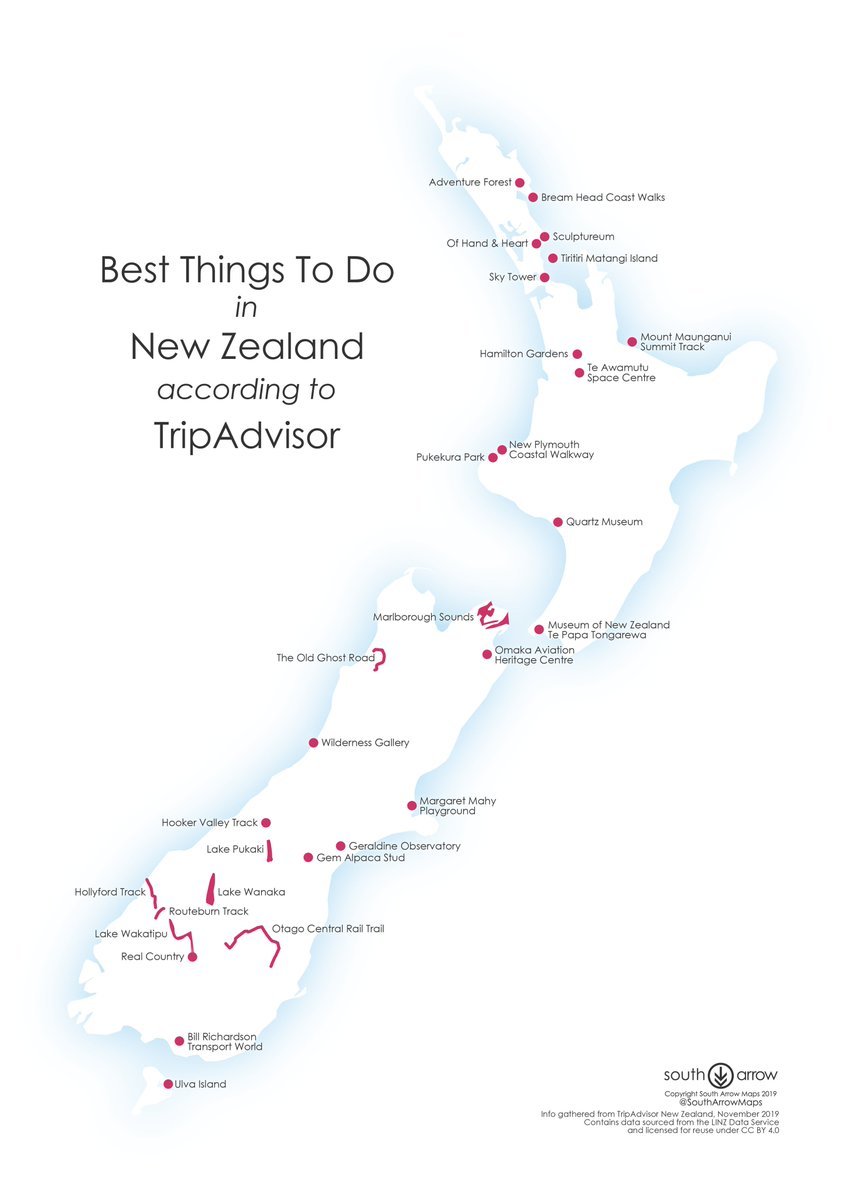 Best Things To Do
in
New Zealand
according to
TripAdvisor
Adventure Forest
Bream Head Coast Walks
Sculptureum
Of Hand & Heart
Tiritiri Matangi Island
Sky Tower
Mount Maunganui
Summit Track
Hamilton Gardens
Te Awamutu
Space Centre
New Plymouth
Coastal Walkway
Pukekura Park
Quartz Museum
Marlborough Sounds
Museum of New Zealand
Te Papa Tongarewa
Omaka Aviation
Heritage Centre
The Old Ghost Road
Wilderness Gallery
Margaret Mahy
Playground
Hooker Valley Track
Geraldine Observatory
Lake Pukaki
Gem Alpaca Stud
Hollyford Track
Lake Wanaka
Routeburn Track
Otago Central Rail Trail
Lake Wakatipu
Real Country
Bill Richardson
Transport World
Ulva Island
south arrow
Copyright South Arrow Maps 2019
@SouthArrowMaps
Info gathered from TripAdvisor New Zealand, November 2019
Contains data sourced from the LINZ Data Service
and licensed for reuse under CC BY 4.0